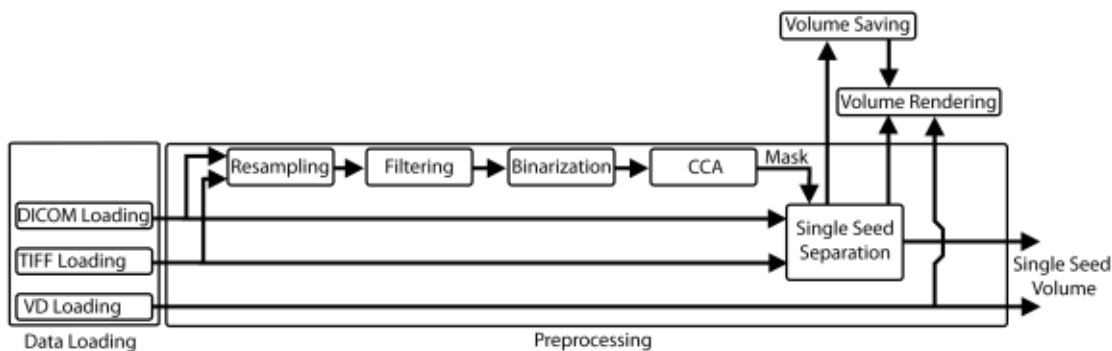 Volume Saving
Volume Rendering
Resampling
Filtering
Binarization
CCA
Mask
DICOM Loading
Single Seed
Separation
TIFF Loading
Single Seed
Volume
VD Loading
Data Loading
Preprocessing